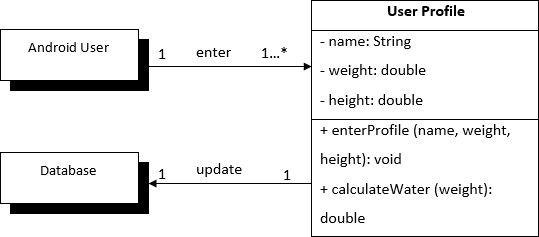 User Profile
Android User
1 enter 1...*
- name: String
- weight: double
- height: double
+ enterProfile (name, weight,
height): void
+ calculateWater (weight):
double
Database
1 update 1